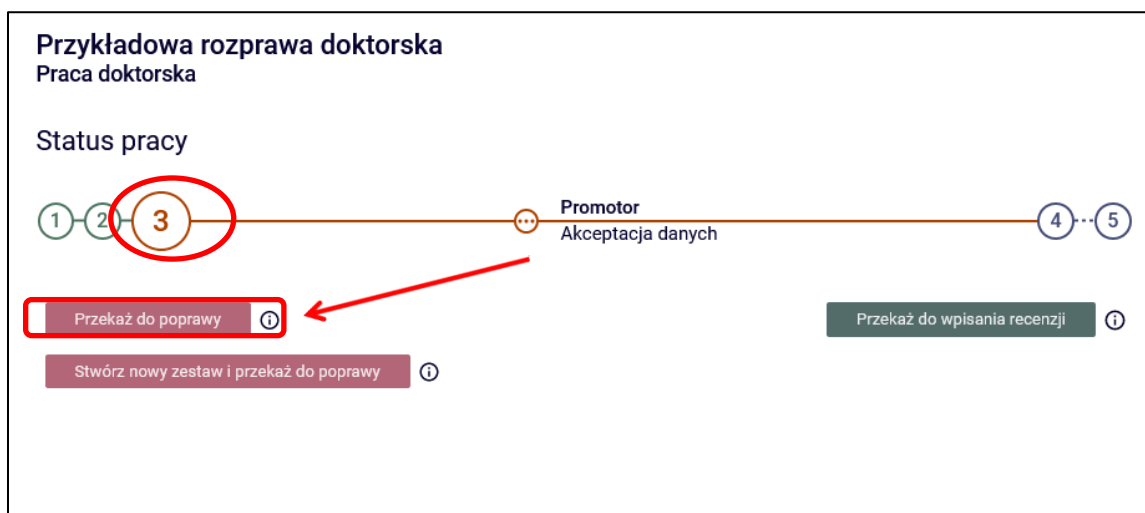 Przykładowa rozprawa doktorska
Praca doktorska
Status pracy
1 2 3 Promotor 4 5
Akceptacja danych
Przekaż do poprawy Przekaż do wpisania recenzji
Stwórz nowy zestaw i przekaż do poprawy